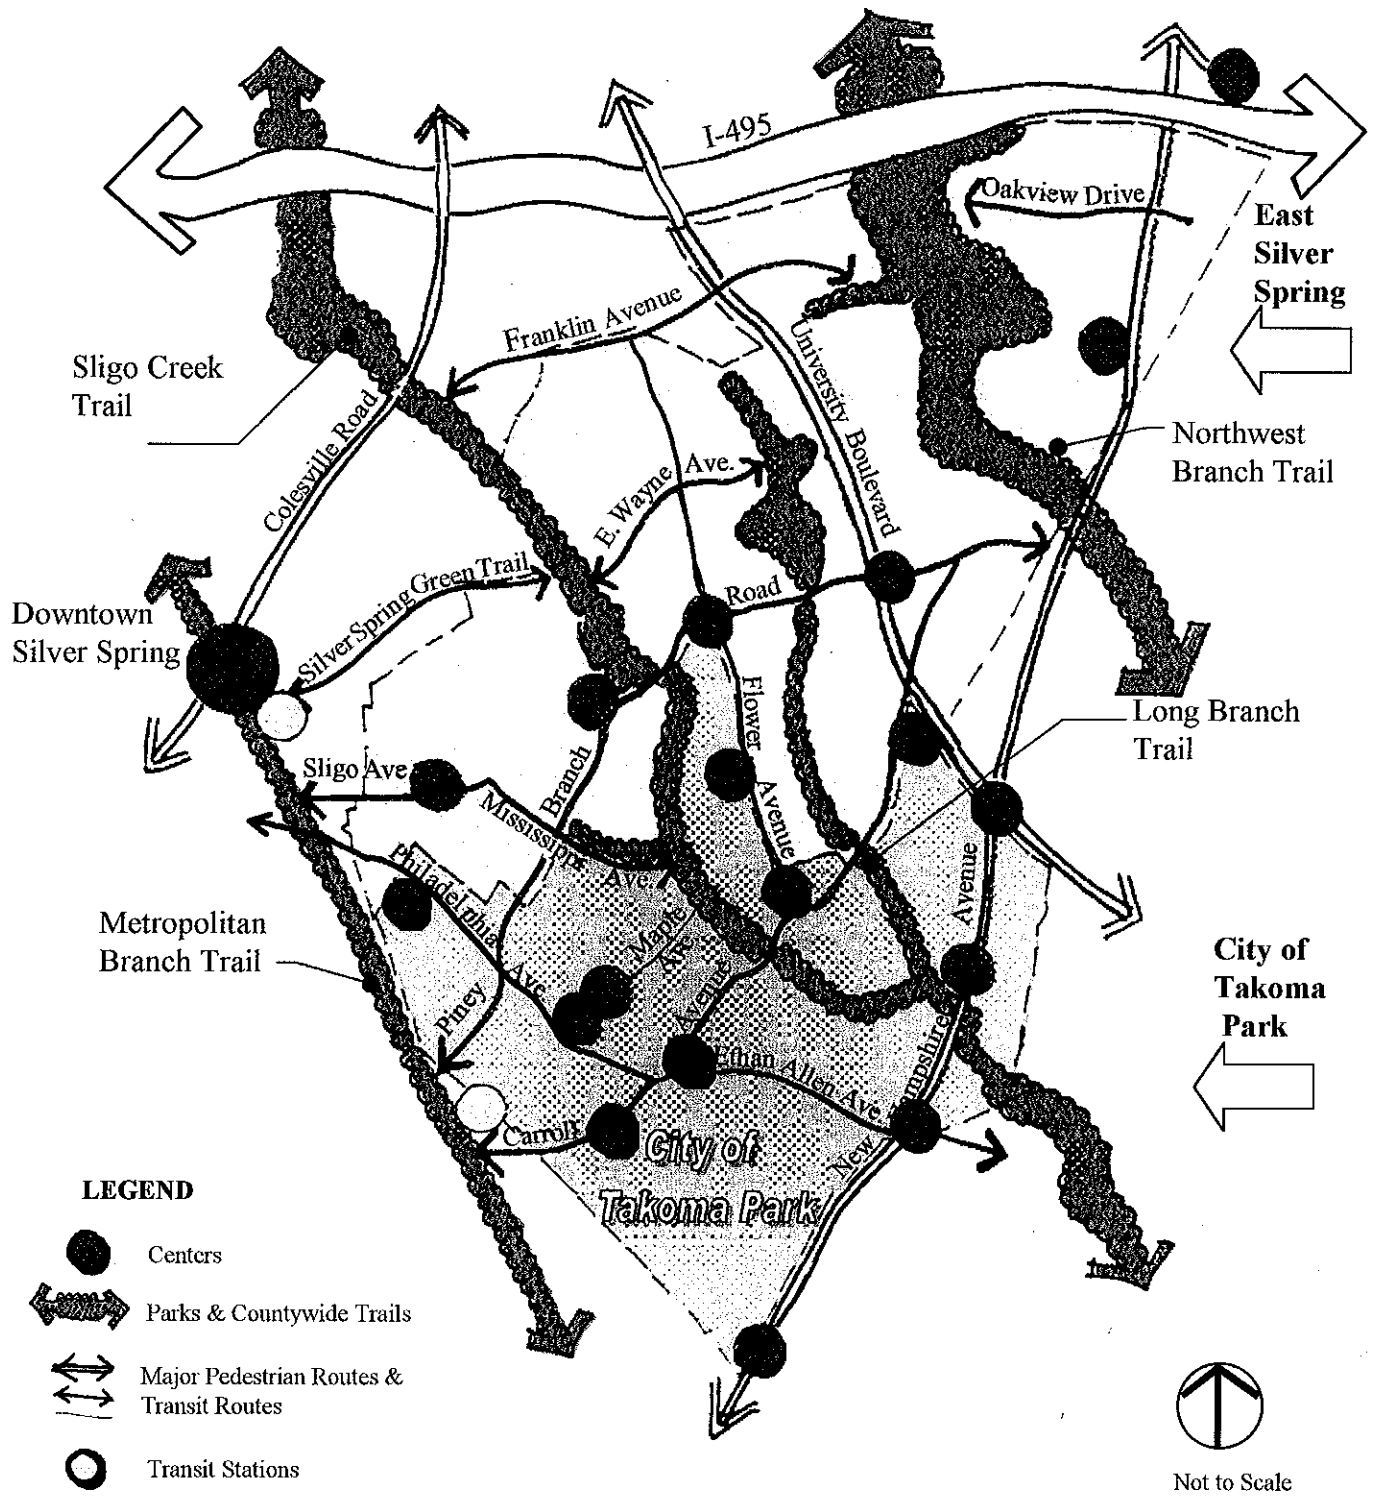 I-495
Oakview Drive
East
Silver
Spring
Franklin Avenue
University Boulevard
Sligo Creek
Trail
Colesville Road
Northwest
Branch Trail
E. Wayne Ave.
Silver Spring Green Trail
Road
Downtown
Silver Spring
Flower
Avenue
Long Branch
Trail
Sligo Ave
Branch
Mississippi
Ave.
Philadelphia
Ave
Maple
Ave
Avenue
Avenue
Metropolitan
Branch Trail
Piney
City of
Takoma
Park
Hampshire
Ethan Allen Ave.
Carroll
New
City of
Takoma Park
LEGEND
Centers
Parks & Countywide Trails
Major Pedestrian Routes &
Transit Routes
Transit Stations
Not to Scale